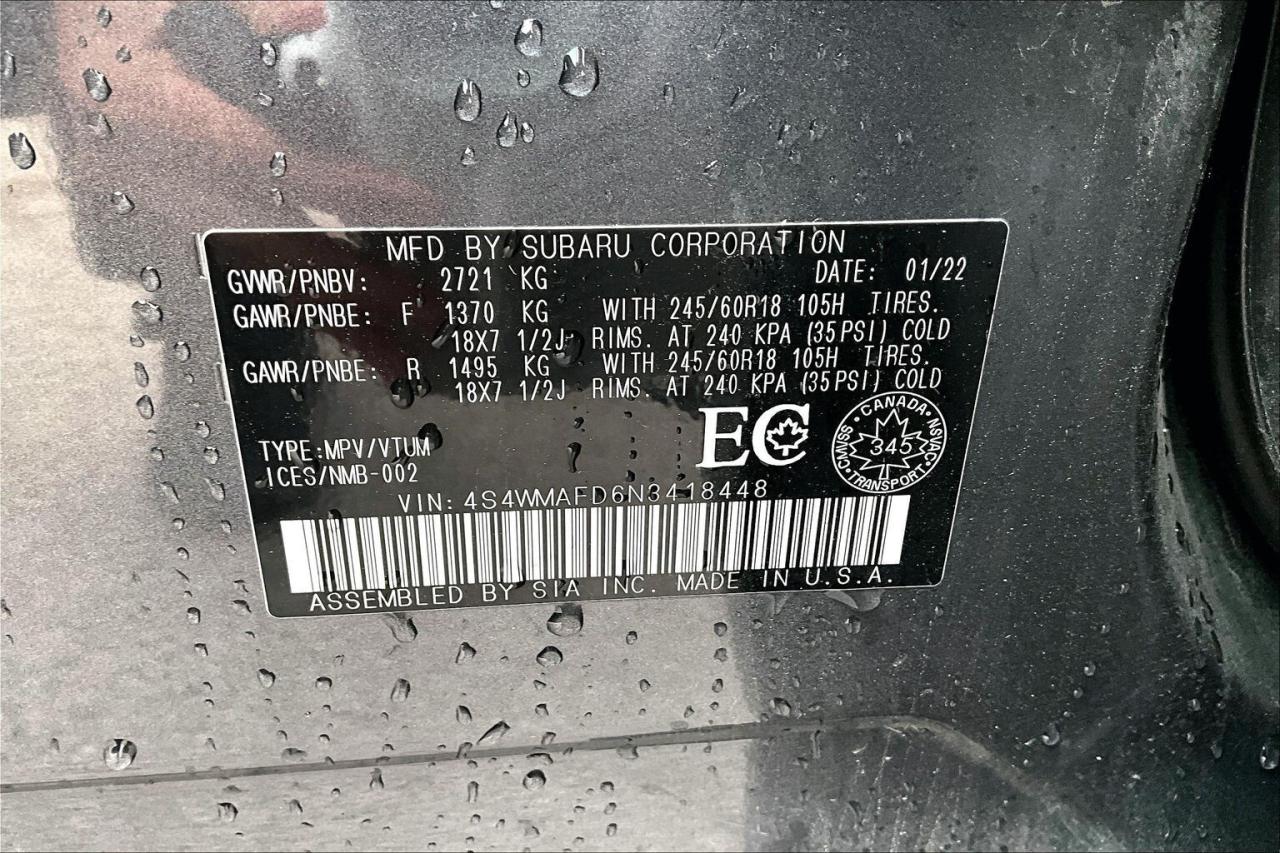 MFD BY SUBARU CORPORATION
GVWR/PNBV: 2721 KG DATE: 01/22
GAWR/PNBE: F 1370 KG WITH 245/60R18 105H TIRES.
18X7 1/2J RIMS. AT 240 KPA (35PSI) COLD
GAWR/PNBE: R 1495 KG WITH 245/60R18 105H TIRES.
18X7 1/2J RIMS. AT 240 KPA (35PSI) COLD
EC
CANADA · NSVAC · TRANSPORT · CMVSS
345
TYPE:MPV/VTUM
ICES/NMB-002
VIN: 4S4WMAFD6N3418448
ASSEMBLED BY SIA INC. MADE IN U.S.A.